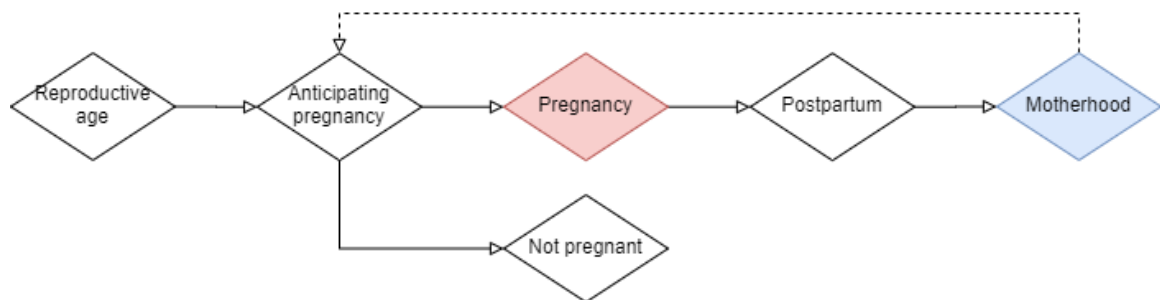 Reproductive
age
Anticipating
pregnancy
Pregnancy
Postpartum
Motherhood
Not pregnant